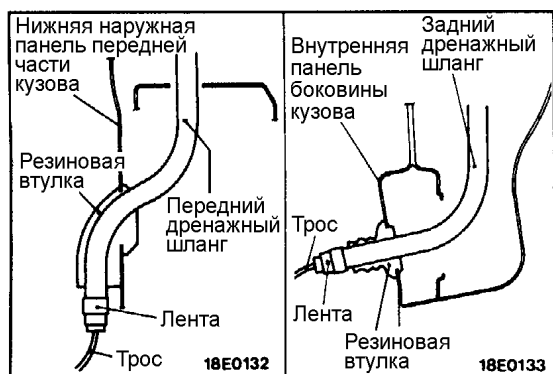 Нижняя наружная
панель передней
части
кузова
Резиновая
втулка
Передний
дренажный
шланг
Лента
Трос
18E0132
Задний
дренажный
шланг
Внутренняя
панель
боковины
кузова
Трос
Лента
Резиновая
втулка
18E0133